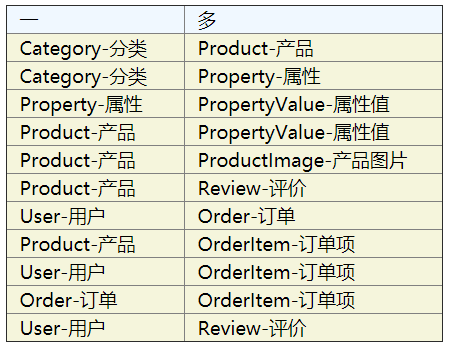 一 多
Category-分类 Product-产品
Category-分类 Property-属性
Property-属性 PropertyValue-属性值
Product-产品 PropertyValue-属性值
Product-产品 ProductImage-产品图片
Product-产品 Review-评价
User-用户 Order-订单
Product-产品 OrderItem-订单项
User-用户 OrderItem-订单项
Order-订单 OrderItem-订单项
User-用户 Review-评价